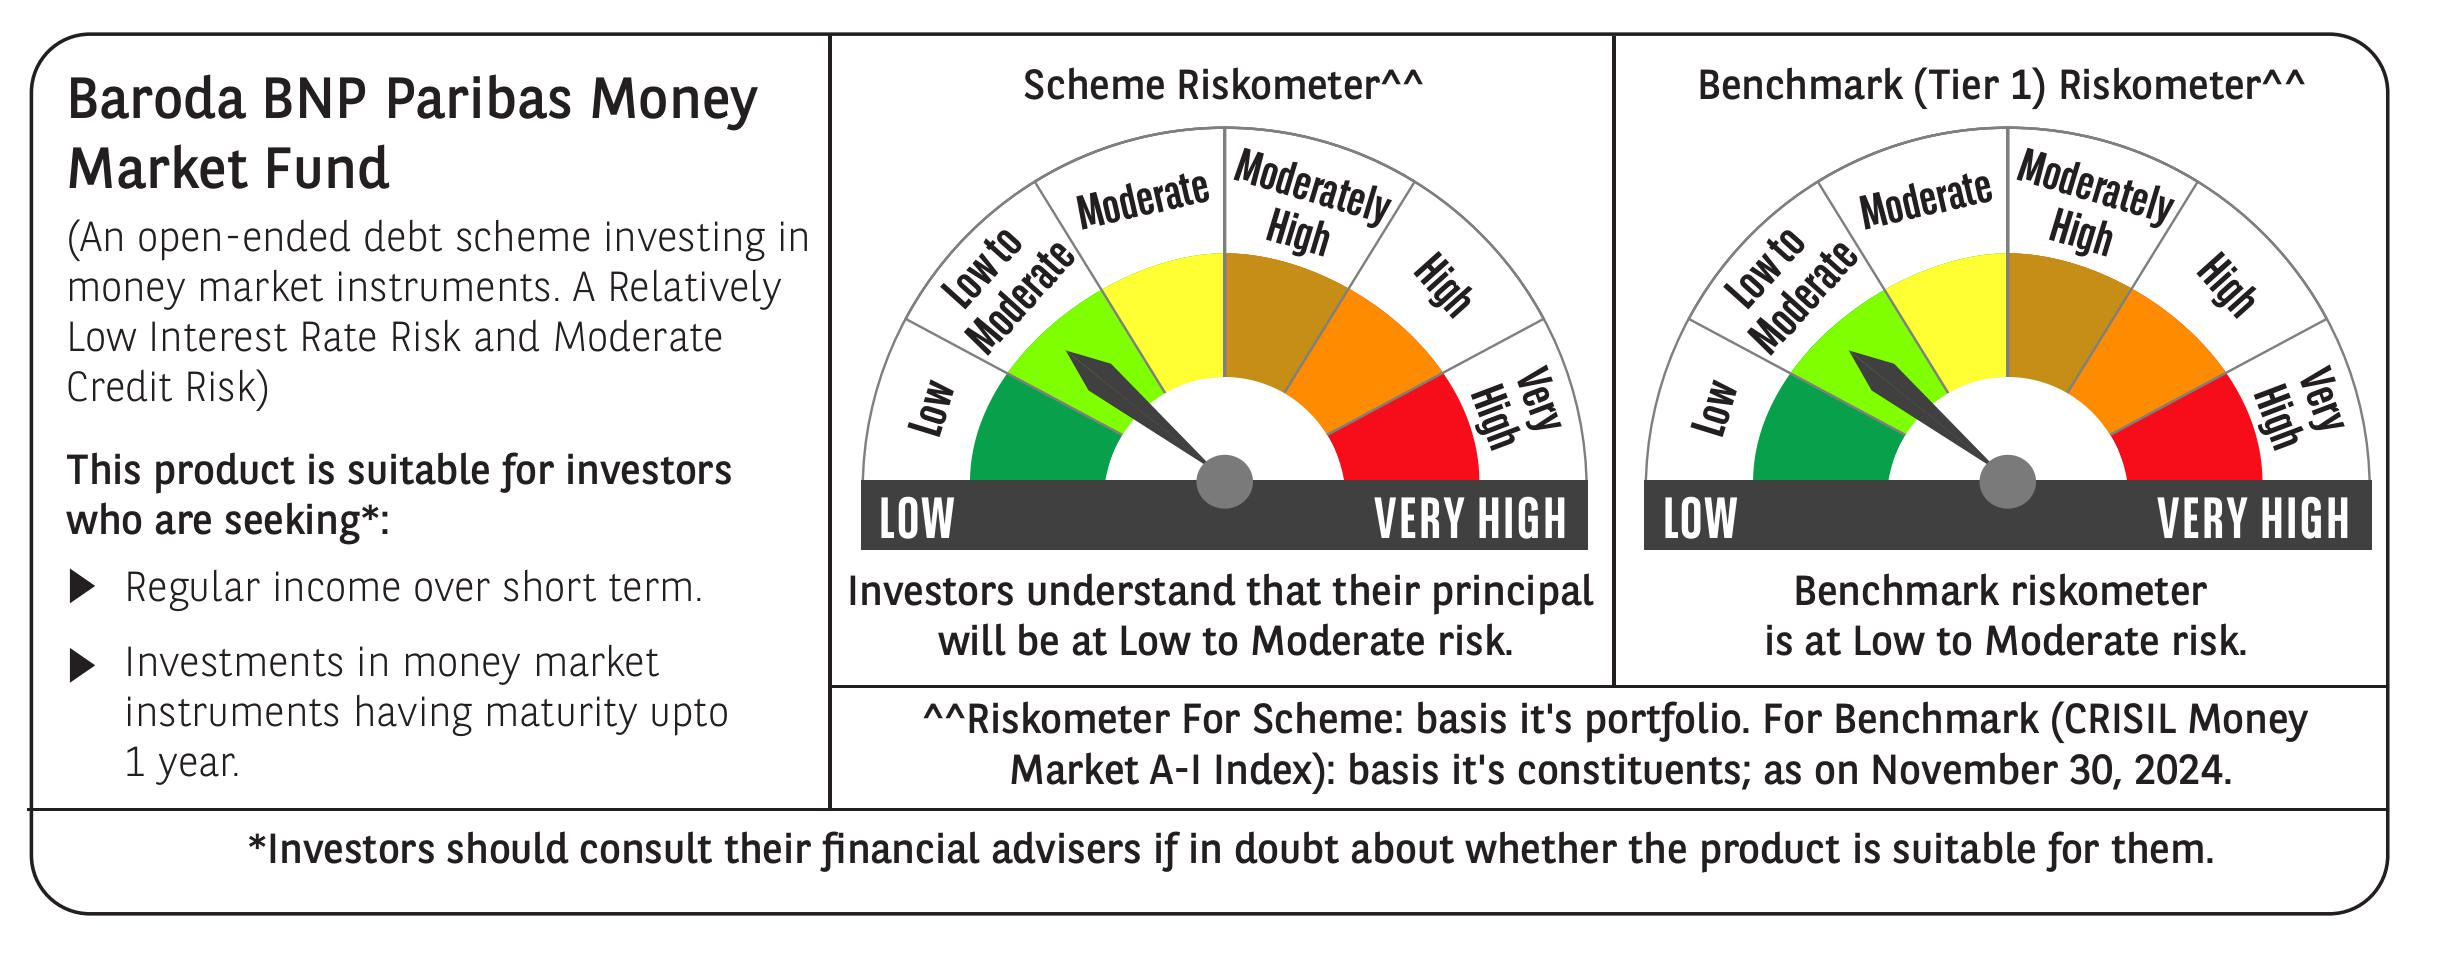 Baroda BNP Paribas Money
Market Fund
(An open-ended debt scheme investing in
money market instruments. A Relatively
Low Interest Rate Risk and Moderate
Credit Risk)
This product is suitable for investors
who are seeking*:
Regular income over short term.
Investments in money market
instruments having maturity upto
1 year.
Scheme Riskometer^^
Low
Low to
Moderate
Moderate
Moderately
High
High
Very
High
LOW
VERY HIGH
Investors understand that their principal
will be at Low to Moderate risk.
Benchmark (Tier 1) Riskometer^^
Low
Low to
Moderate
Moderate
Moderately
High
High
Very
High
LOW
VERY HIGH
Benchmark riskometer
is at Low to Moderate risk.
^^Riskometer For Scheme: basis it's portfolio. For Benchmark (CRISIL Money
Market A-I Index): basis it's constituents; as on November 30, 2024.
*Investors should consult their financial advisers if in doubt about whether the product is suitable for them.